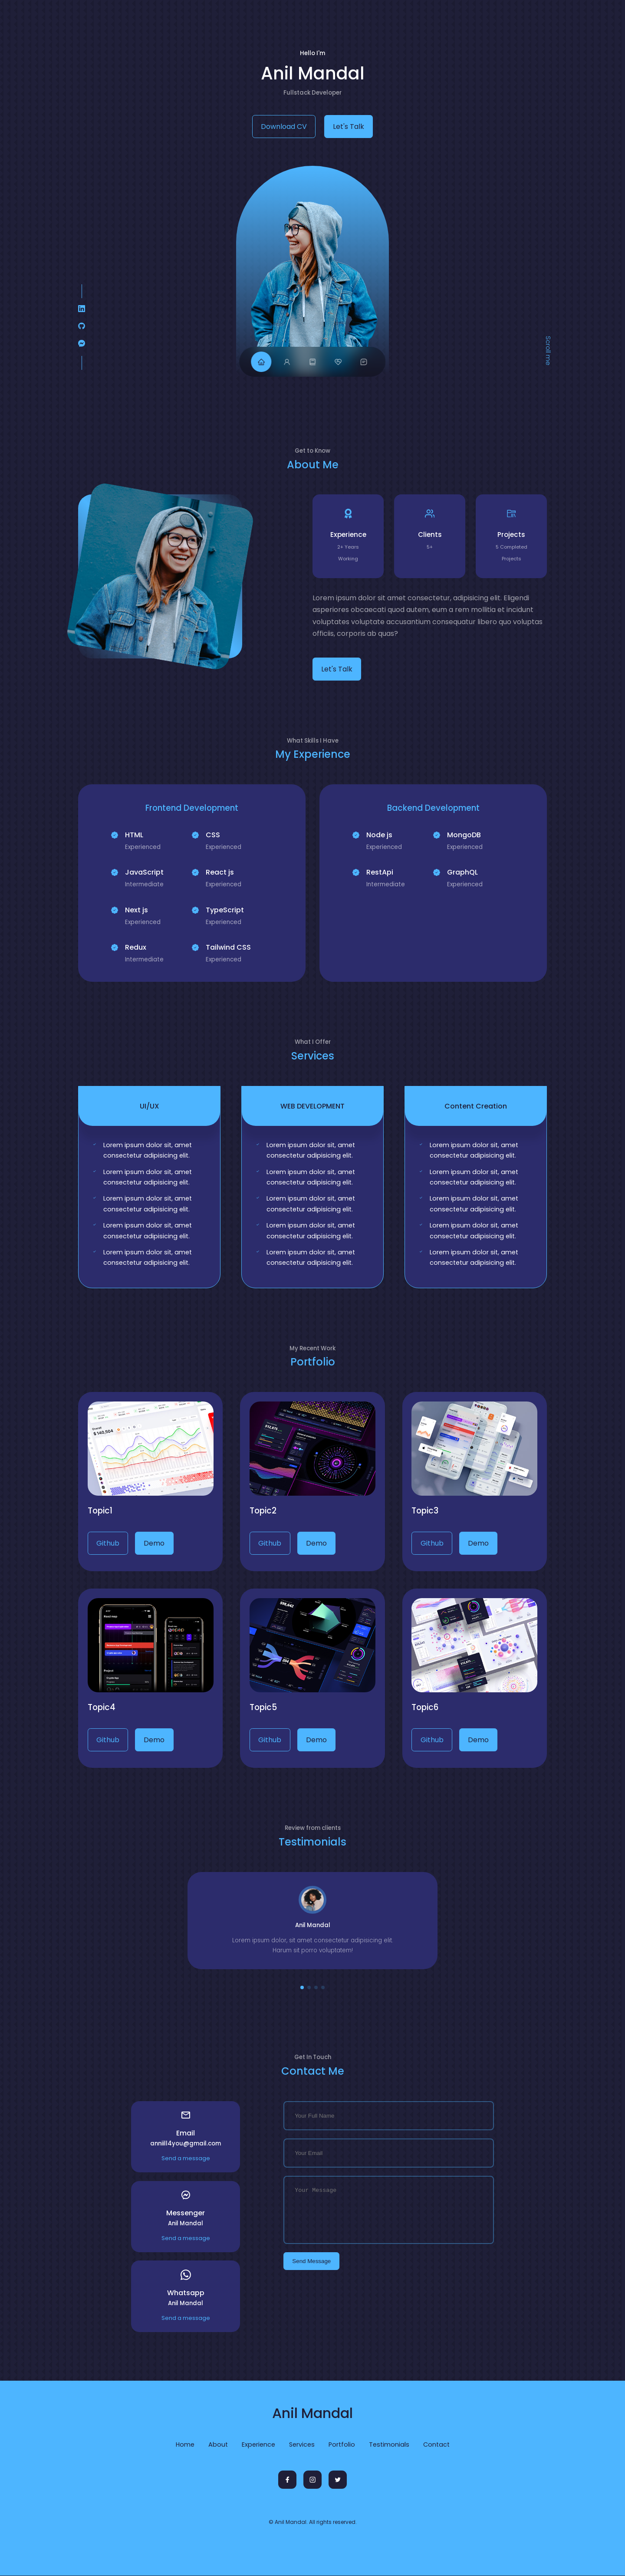 Hello I'm
Anil Mandal
Fullstack Developer
Download CV
Let's Talk
Scroll me
Get to Know
About Me
Experience
Clients
Projects
Working
5+
5 Completed
Projects
Lorem ipsum dolor sit amet consectetur, adipisicing elit. Eligendi
asperiores obcaecati quod autem, eum a rem mollitia et incidunt
voluptates voluptate accusantium consequatur libero quo voluptas
officiis, corporis ab quas?
Let's Talk
What Skills I Have
My Experience
Frontend Development
HTML
Experienced
CSS
Experienced
JavaScript
Intermediate
React js
Experienced
Next js
Experienced
TypeScript
Experienced
Redux
Intermediate
Tailwind CSS
Experienced
Backend Development
Node js
Experienced
MongoDB
Experienced
RestApi
Intermediate
GraphQL
Experienced
What I Offer
Services
UI/UX
Lorem ipsum dolor sit, amet
consectetur adipisicing elit.
Lorem ipsum dolor sit, amet
consectetur adipisicing elit.
Lorem ipsum dolor sit, amet
consectetur adipisicing elit.
Lorem ipsum dolor sit, amet
consectetur adipisicing elit.
Lorem ipsum dolor sit, amet
consectetur adipisicing elit.
WEB DEVELOPMENT
Lorem ipsum dolor sit, amet
consectetur adipisicing elit.
Lorem ipsum dolor sit, amet
consectetur adipisicing elit.
Lorem ipsum dolor sit, amet
consectetur adipisicing elit.
Lorem ipsum dolor sit, amet
consectetur adipisicing elit.
Lorem ipsum dolor sit, amet
consectetur adipisicing elit.
Content Creation
Lorem ipsum dolor sit, amet
consectetur adipisicing elit.
Lorem ipsum dolor sit, amet
consectetur adipisicing elit.
Lorem ipsum dolor sit, amet
consectetur adipisicing elit.
Lorem ipsum dolor sit, amet
consectetur adipisicing elit.
Lorem ipsum dolor sit, amet
consectetur adipisicing elit.
My Recent Work
Portfolio
Topic1
Github
Demo
Topic2
Github
Demo
Topic3
Github
Demo
Topic4
Github
Demo
Topic5
Github
Demo
Topic6
Github
Demo
Review from clients
Testimonials
Anil Mandal
Lorem ipsum dolor, sit amet consectetur adipisicing elit
Harum sit porro voluptatem!
Get In Touch
Contact Me
Email
Send a message
Messenger
Anil Mandal
Send a message
Whatsapp
Anil Mandal
Send a message
Your Full Name
Your Email
Your Message
Send Message
Anil Mandal
Home
About
Experience
Services
Portfolio
Testimonials
Contact
© Anil Mandal. All rights reserved